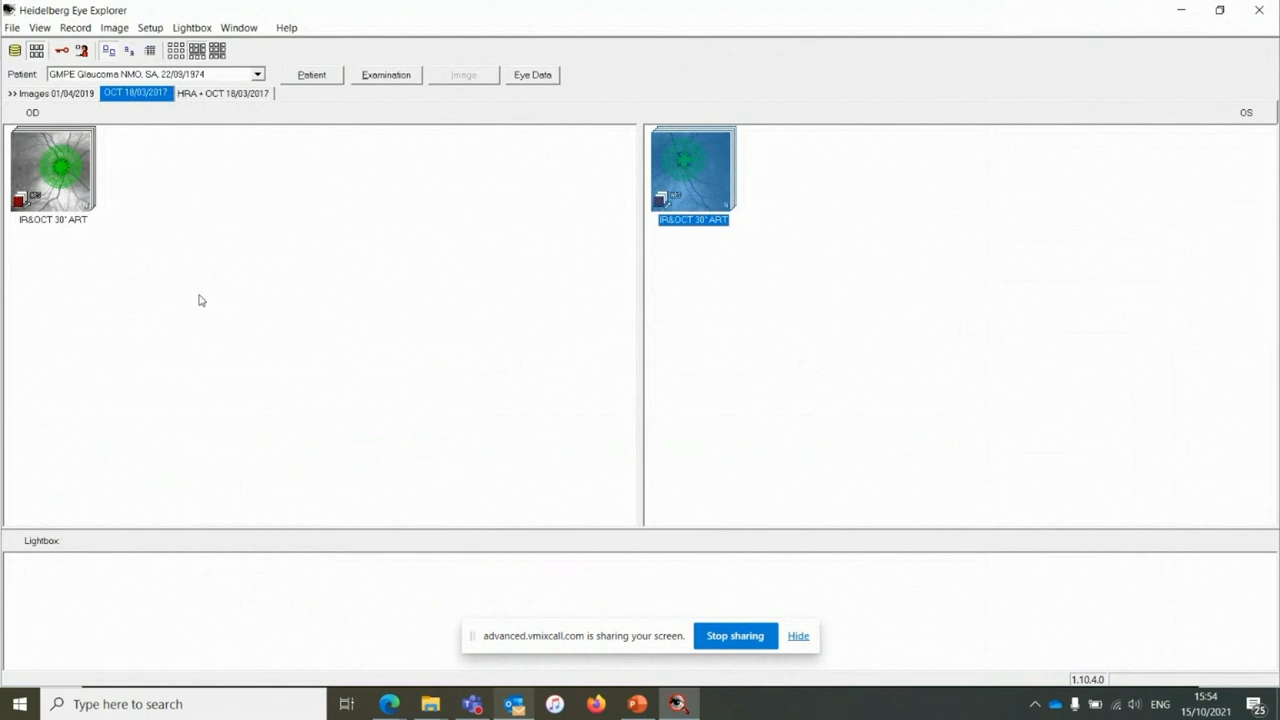 Heidelberg Eye Explorer
File View Record Image Setup Lightbox Window Help
Patient: GMPE Glaucoma NMO, SA, 22/09/1974 Patient Examination Image Eye Data
>> Images 01/04/2019 OCT 18/03/2017 HRA + OCT 18/03/2017
OD OS
IR&OCT 30° ART IR&OCT 30° ART
Lightbox:
advanced.vmixcall.com is sharing your screen. Stop sharing Hide
1.10.4.0
Type here to search ENG 15:54
15/10/2021 25